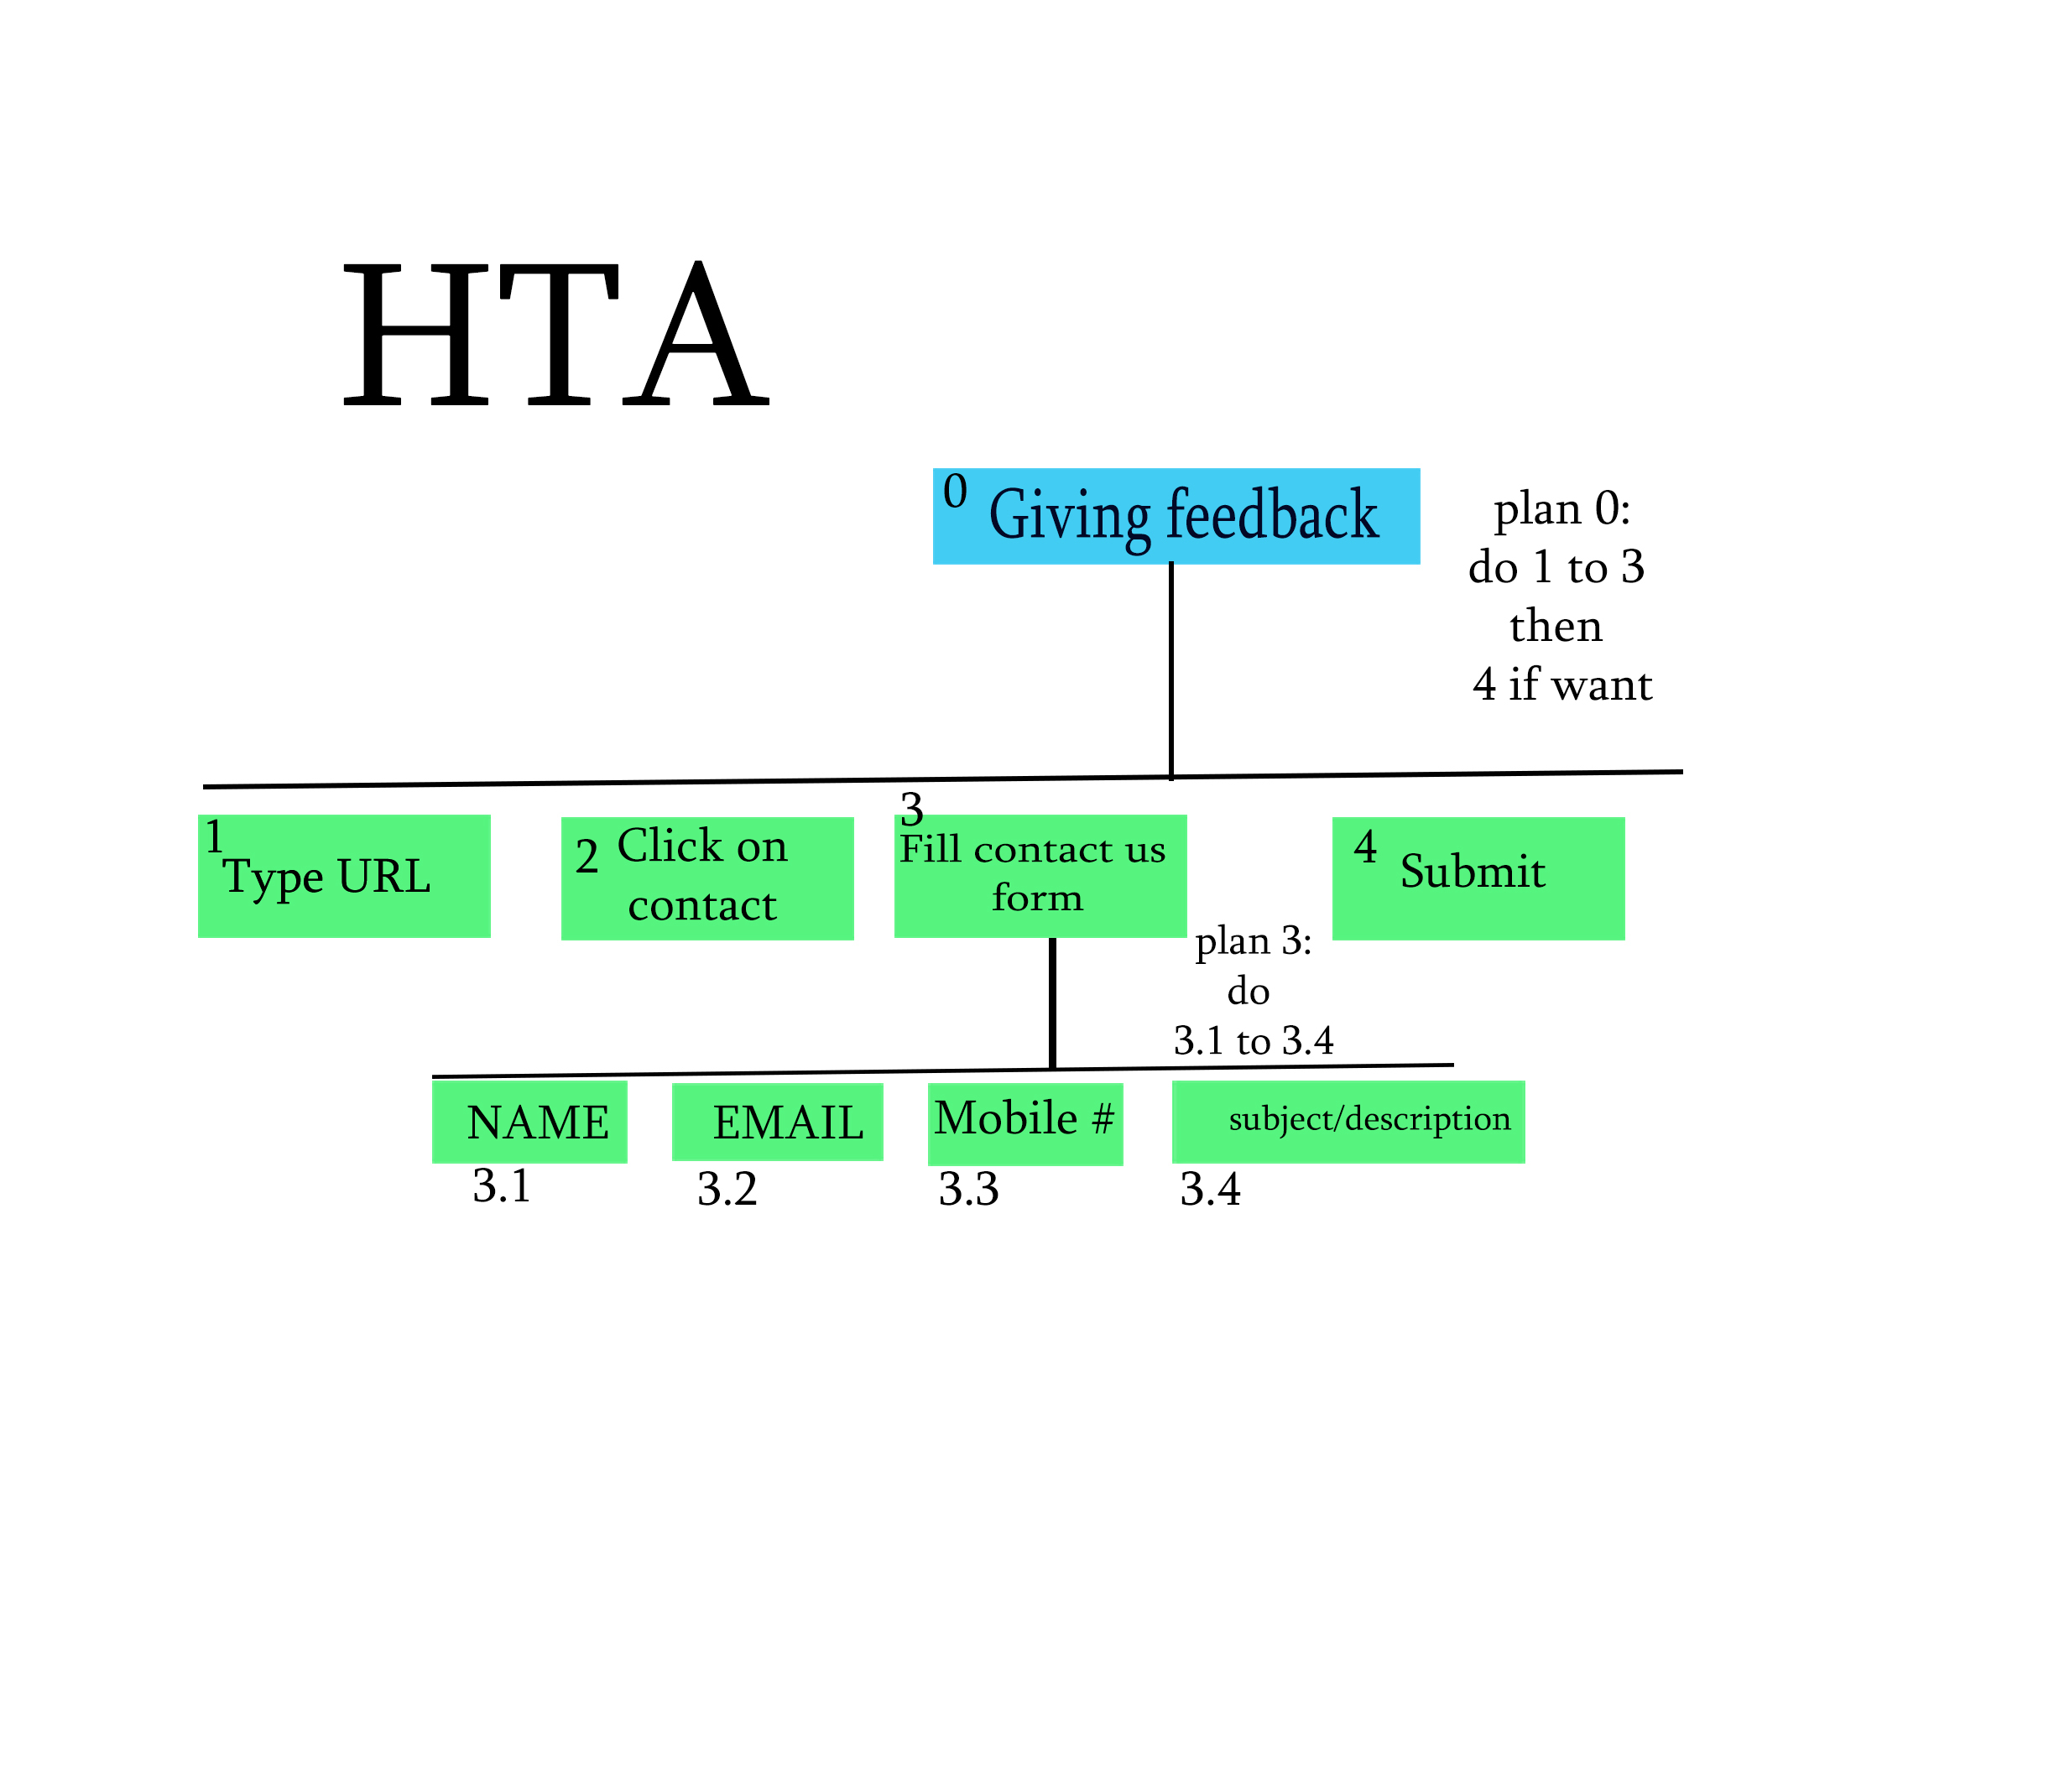 HTA
0 Giving feedback
plan 0:
do 1 to 3
then
4 if want
1
Type URL
2 Click on
contact
3
Fill contact us
form
4 Submit
plan 3:
do
3.1 to 3.4
NAME
3.1
EMAIL
3.2
Mobile #
3.3
subject/description
3.4